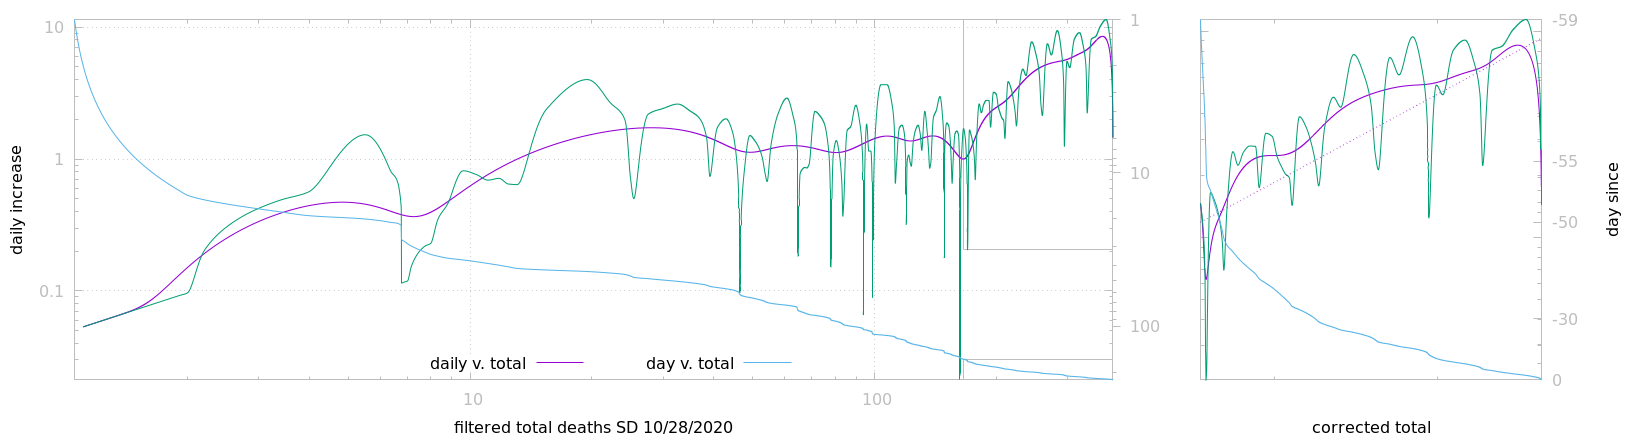 10
1
0.1
daily increase
10
100
filtered total deaths SD 10/28/2020
daily v. total
day v. total
1
10
100
-59
-55
-50
-30
0
day since
corrected total